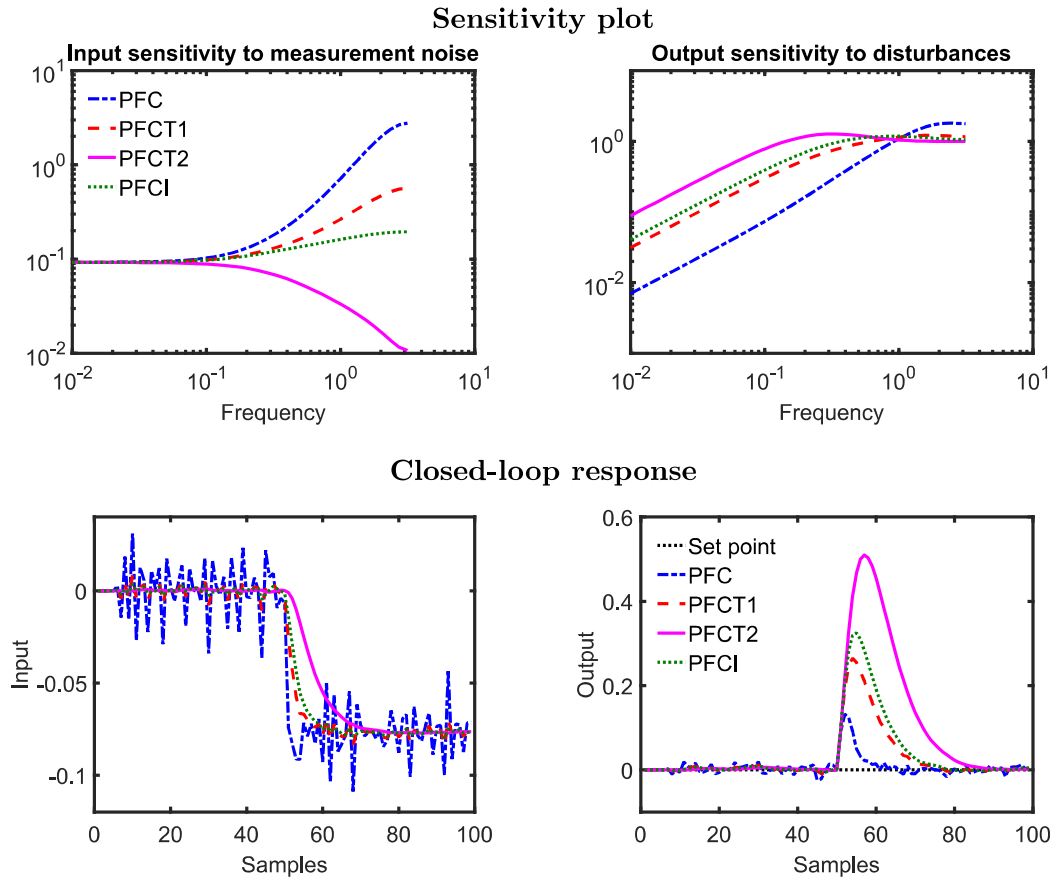 Sensitivity plot
Input sensitivity to measurement noise
10^1
10^0
10^-1
10^-2
PFC
PFCT1
PFCT2
PFCI
10^-2 10^-1 10^0 10^1
Frequency
Output sensitivity to disturbances
10^0
10^-2
10^-2 10^-1 10^0 10^1
Frequency
Closed-loop response
Input
0
-0.05
-0.1
0 20 40 60 80 100
Samples
Output
0.6
0.4
0.2
0
Set point
PFC
PFCT1
PFCT2
PFCI
0 20 40 60 80 100
Samples